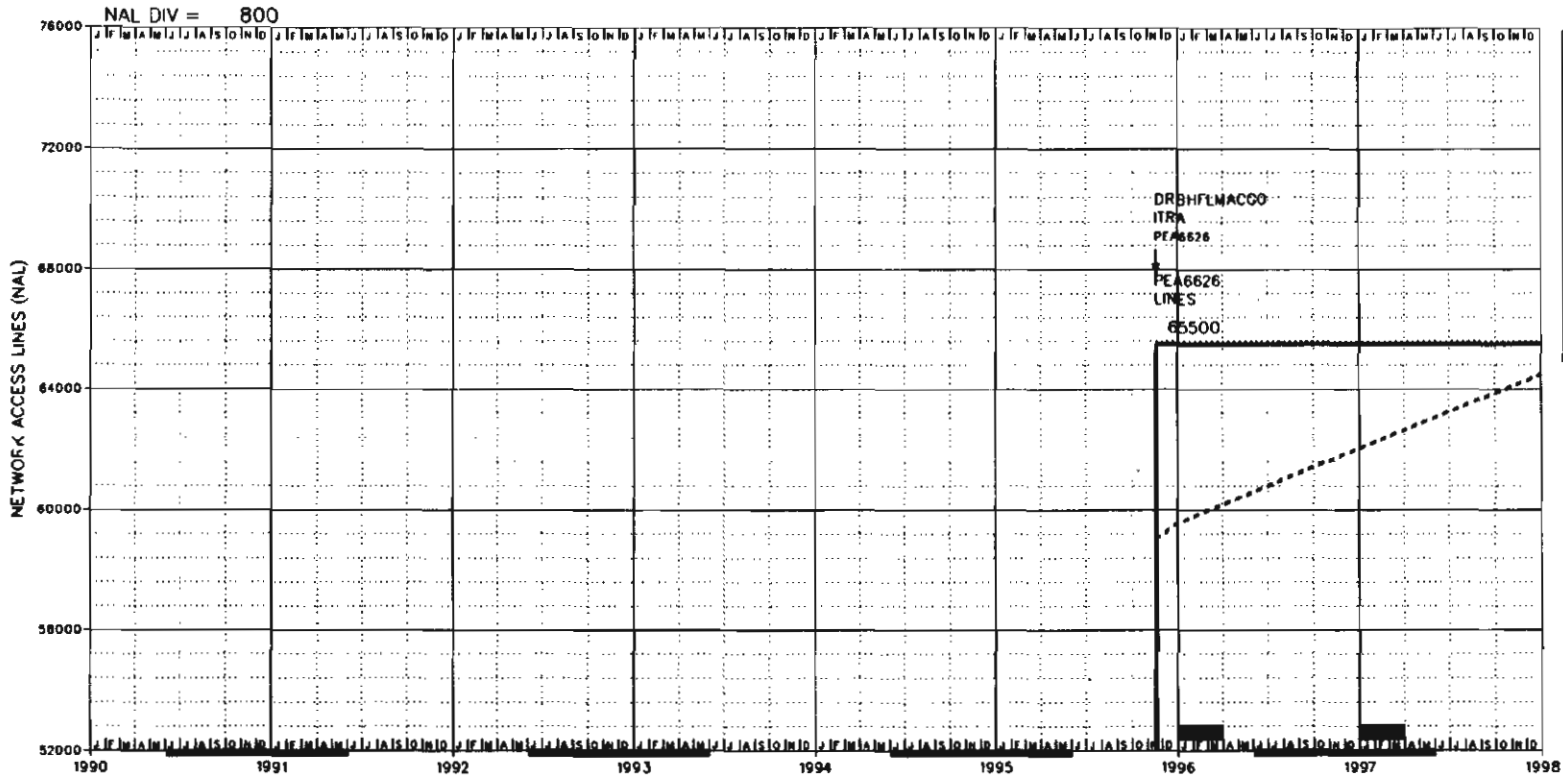 NAL DIV = 800
76000
J F M A M J J A S O N D J F M A M J J A S O N D J F M A M J J A S O N D J F M A M J J A S O N D J F M A M J J A S O N D J F M A M J J A S O N D J F M A M J J A S O N D J F M A M J J A S O N D
72000
DRBHFLMACGO
ITRA
PEA6626
68000
PEA6626
LINES
65500
64000
60000
56000
52000
J F M A M J J A S O N D J F M A M J J A S O N D J F M A M J J A S O N D J F M A M J J A S O N D J F M A M J J A S O N D J F M A M J J A S O N D J F M A M J J A S O N D J F M A M J J A S O N D
1990 1991 1992 1993 1994 1995 1996 1997 1998
NETWORK ACCESS LINES (NAL)